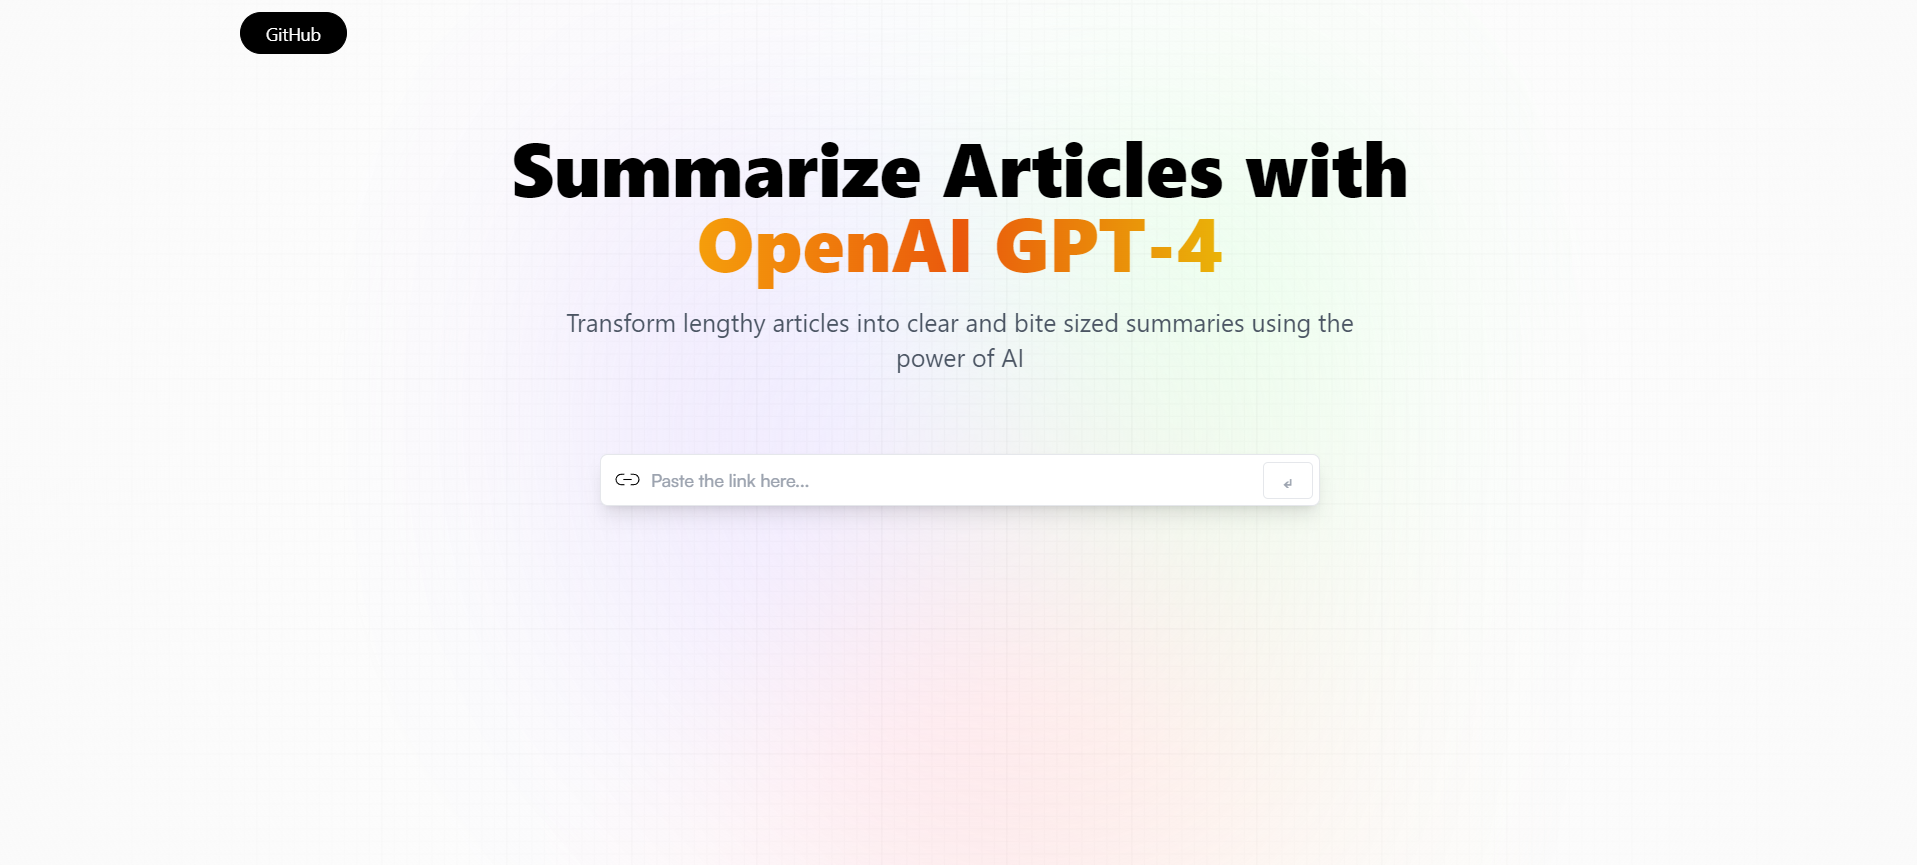 GitHub
Summarize Articles with
OpenAI GPT-4
Transform lengthy articles into clear and bite sized summaries using the
power of AI
Paste the link here...
↲